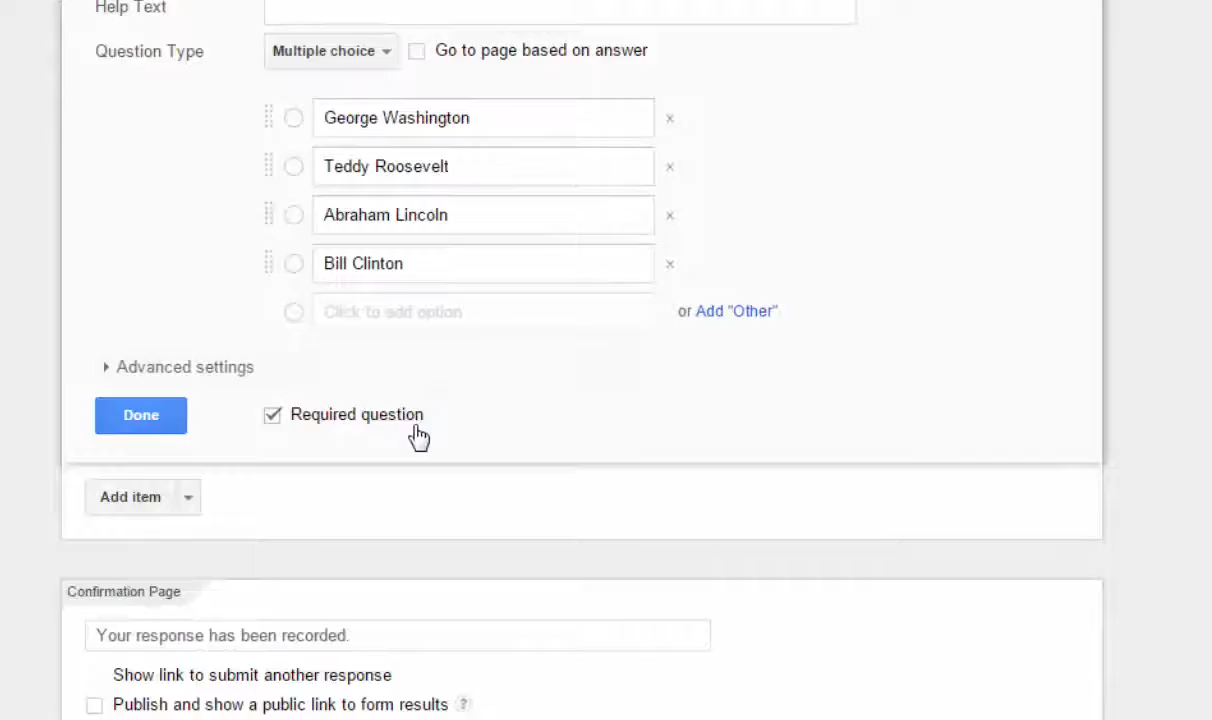 Help Text
Question Type Multiple choice Go to page based on answer
George Washington ×
Teddy Roosevelt ×
Abraham Lincoln ×
Bill Clinton ×
Click to add option or Add "Other"
Advanced settings
Done Required question
Add item
Confirmation Page
Your response has been recorded.
Show link to submit another response
Publish and show a public link to form results ?